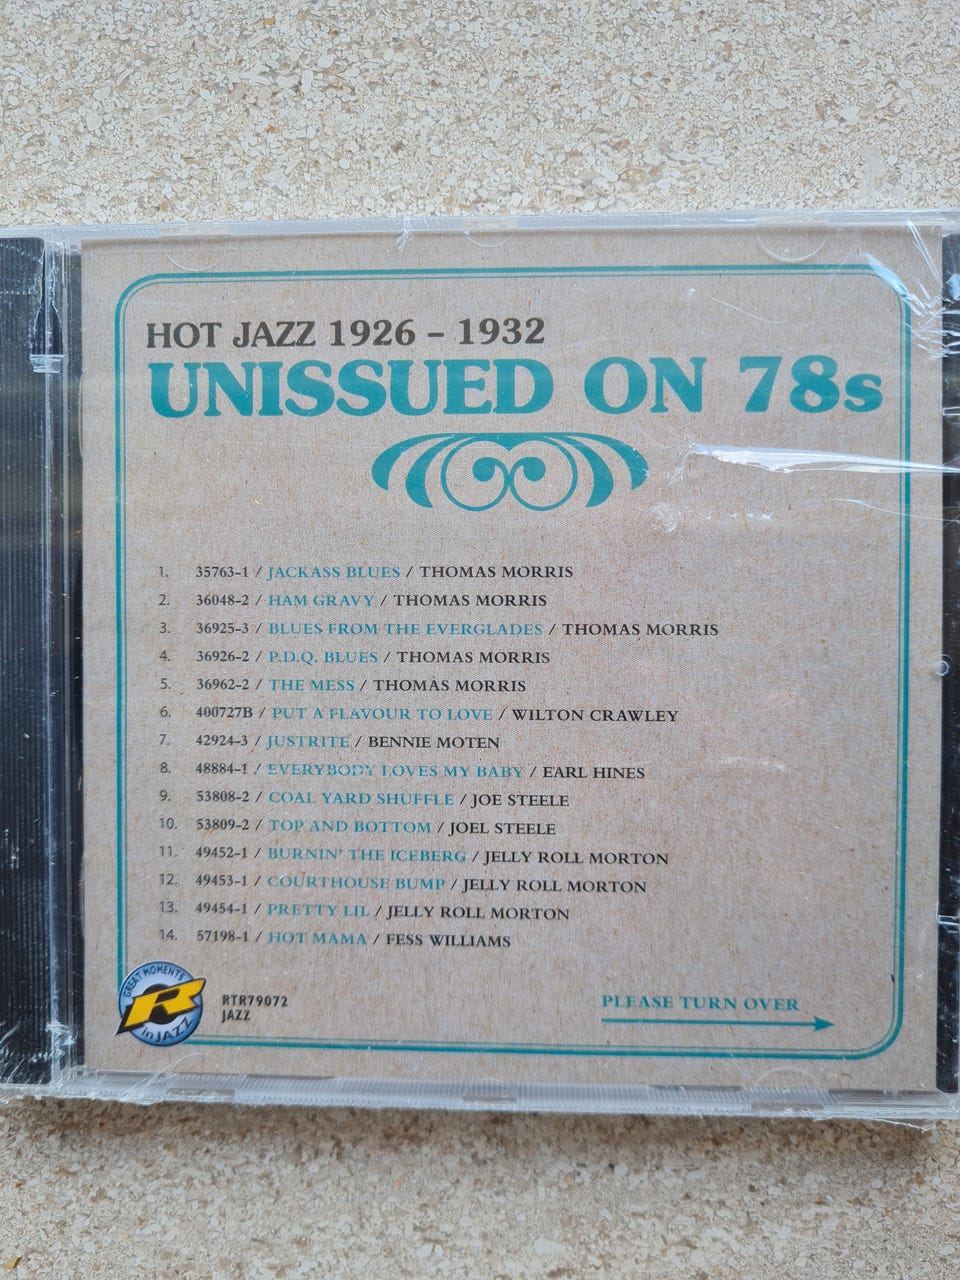 HOT JAZZ 1926 – 1932
UNISSUED ON 78s
1. 35763-1 / JACKASS BLUES / THOMAS MORRIS
2. 36048-2 / HAM GRAVY / THOMAS MORRIS
3. 36925-3 / BLUES FROM THE EVERGLADES / THOMAS MORRIS
4. 36926-2 / P.D.Q. BLUES / THOMAS MORRIS
5. 36962-2 / THE MESS / THOMAS MORRIS
6. 400727B / PUT A FLAVOUR TO LOVE / WILTON CRAWLEY
7. 42924-3 / JUSTRITE / BENNIE MOTEN
8. 48884-1 / EVERYBODY LOVES MY BABY / EARL HINES
9. 53808-2 / COAL YARD SHUFFLE / JOE STEELE
10. 53809-2 / TOP AND BOTTOM / JOEL STEELE
11. 49452-1 / BURNIN' THE ICEBERG / JELLY ROLL MORTON
12. 49453-1 / COURTHOUSE BUMP / JELLY ROLL MORTON
13. 49454-1 / PRETTY LIL / JELLY ROLL MORTON
14. 57198-1 / HOT MAMA / FESS WILLIAMS
GREAT MOMENTS
R
in JAZZ
RTR79072
JAZZ
PLEASE TURN OVER